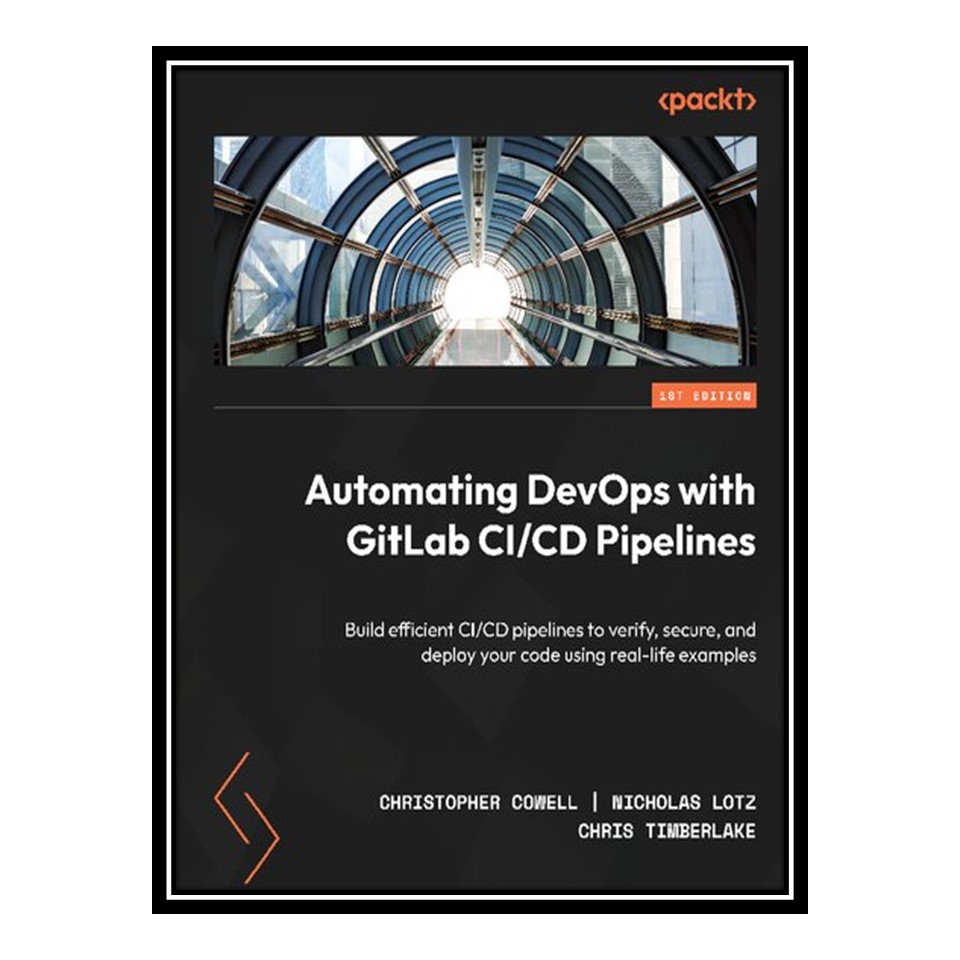 <packt>
1ST EDITION
Automating DevOps with
GitLab CI/CD Pipelines
Build efficient CI/CD pipelines to verify, secure, and
deploy your code using real-life examples
CHRISTOPHER COWELL | NICHOLAS LOTZ
CHRIS TIMBERLAKE